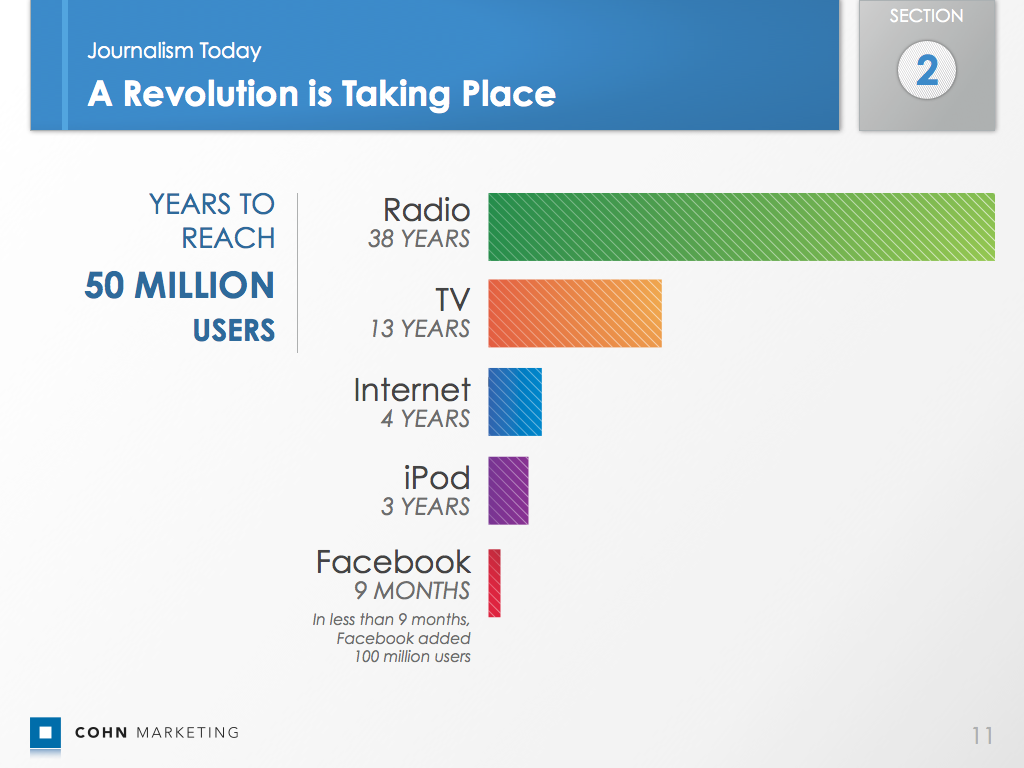 Journalism Today
A Revolution is Taking Place
SECTION
2
YEARS TO
REACH
50 MILLION
USERS
Radio
38 YEARS
TV
13 YEARS
Internet
4 YEARS
iPod
3 YEARS
Facebook
9 MONTHS
In less than 9 months,
Facebook added
100 million users
COHN MARKETING
11